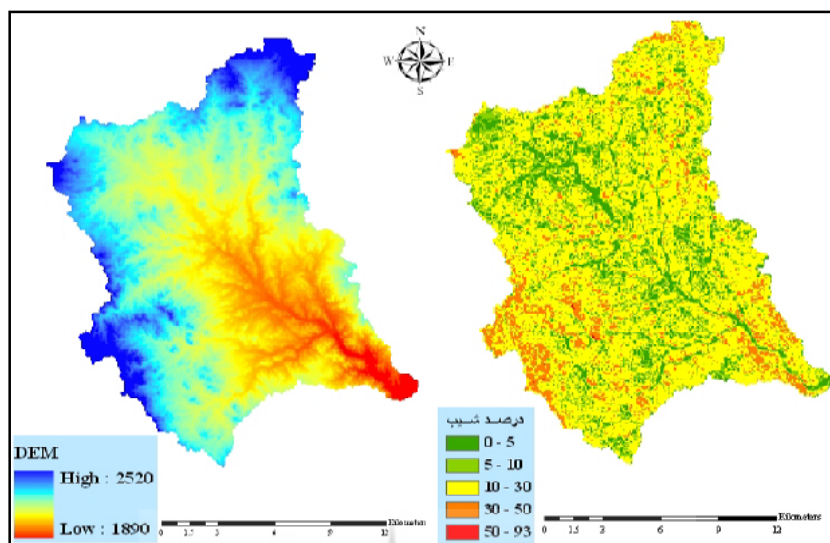 N
W E
S
DEM
High : 2520
Low : 1890
0 1.5 3 6 9 12 Kilometers
درصد شیب
0 - 5
5 - 10
10 - 30
30 - 50
50 - 93
0 1.5 3 6 9 12 Kilometers